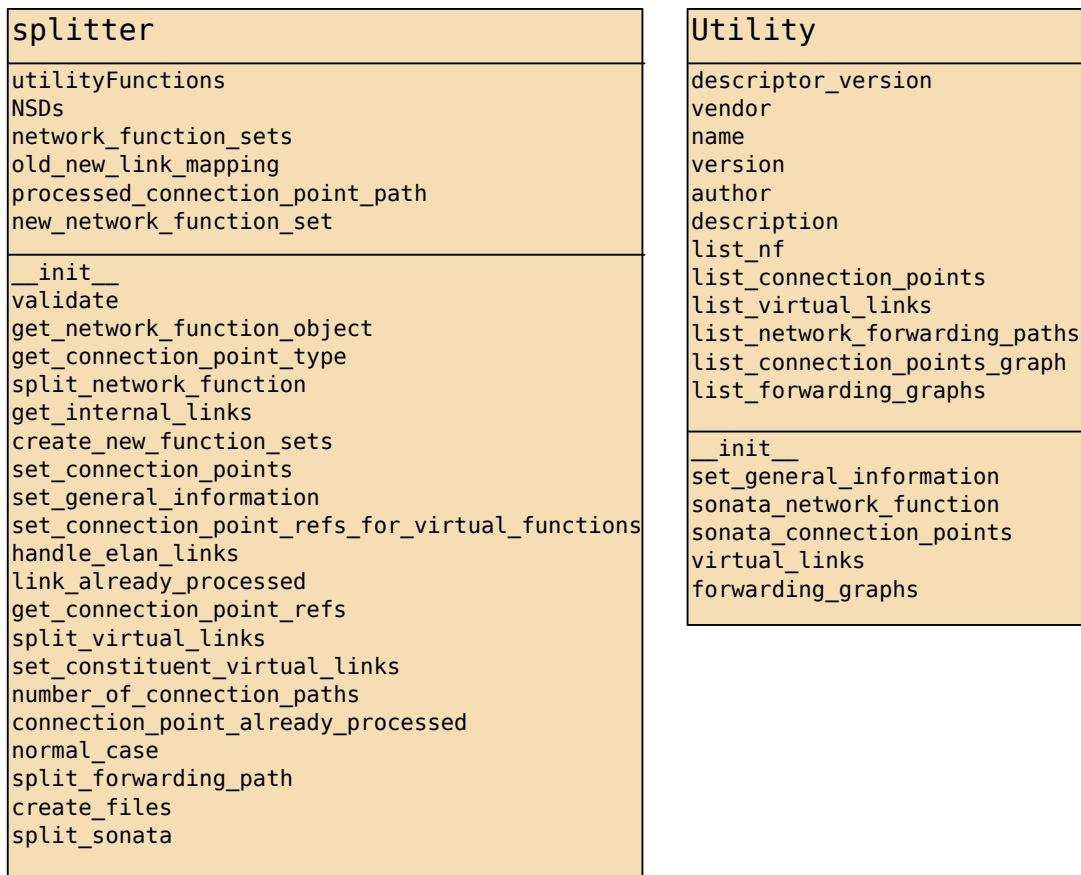 splitter
utilityFunctions
NSDs
network_function_sets
old_new_link_mapping
processed_connection_point_path
new_network_function_set
__init__
validate
get_network_function_object
get_connection_point_type
split_network_function
get_internal_links
create_new_function_sets
set_connection_points
set_general_information
set_connection_point_refs_for_virtual_functions
handle_elan_links
link_already_processed
get_connection_point_refs
split_virtual_links
set_constituent_virtual_links
number_of_connection_paths
connection_point_already_processed
normal_case
split_forwarding_path
create_files
split_sonata
Utility
descriptor_version
vendor
name
version
author
description
list_nf
list_connection_points
list_virtual_links
list_network_forwarding_paths
list_connection_points_graph
list_forwarding_graphs
__init__
set_general_information
sonata_network_function
sonata_connection_points
virtual_links
forwarding_graphs